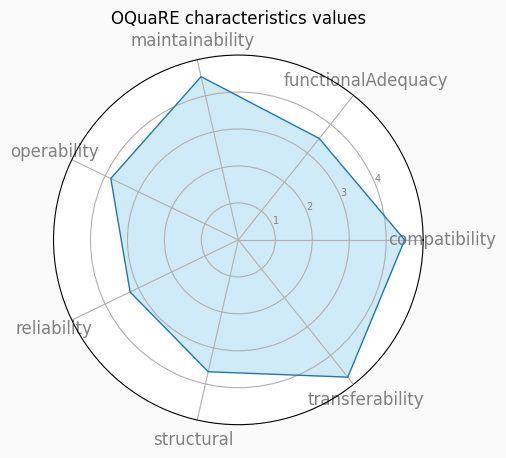 OQuaRE characteristics values
maintainability
functionalAdequacy
operability
4
3
2
1
compatibility
reliability
transferability
structural